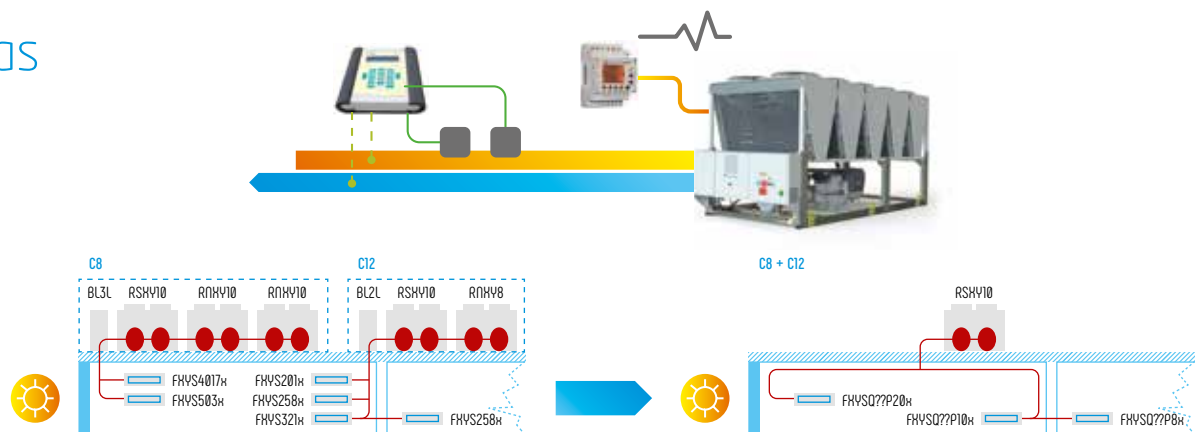 C8
C12
C8 + C12
BL3L RSXY10 RNXY10 RNXY10
BL2L RSXY10 RNXY8
RSXY10
FXYS4017x
FXYS503x
FXYS201x
FXYS258x
FXYS321x
FXYS258x
FXYSQ??P20x
FXYSQ??P10x
FXYSQ??P8x